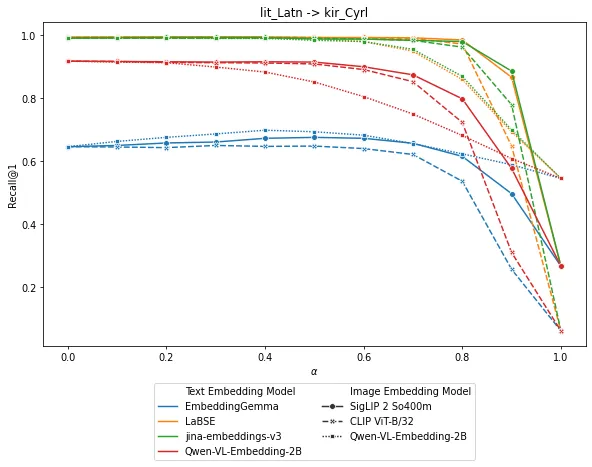 lit_Latn -> kir_Cyrl
Recall@1
1.0
0.8
0.6
0.4
0.2
0.0 0.2 0.4 0.6 0.8 1.0
α
Text Embedding Model Image Embedding Model
EmbeddingGemma SigLIP 2 So400m
LaBSE CLIP ViT-B/32
jina-embeddings-v3 Qwen-VL-Embedding-2B
Qwen-VL-Embedding-2B